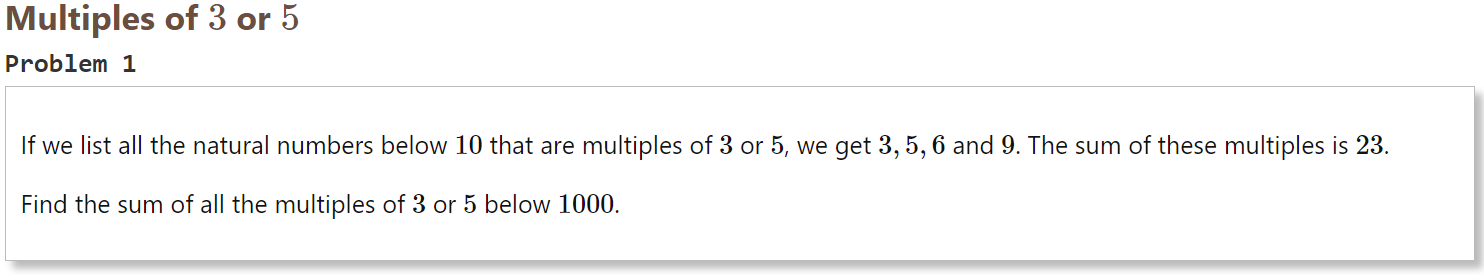 Multiples of 3 or 5
Problem 1
If we list all the natural numbers below 10 that are multiples of 3 or 5, we get 3, 5, 6 and 9. The sum of these multiples is 23.
Find the sum of all the multiples of 3 or 5 below 1000.